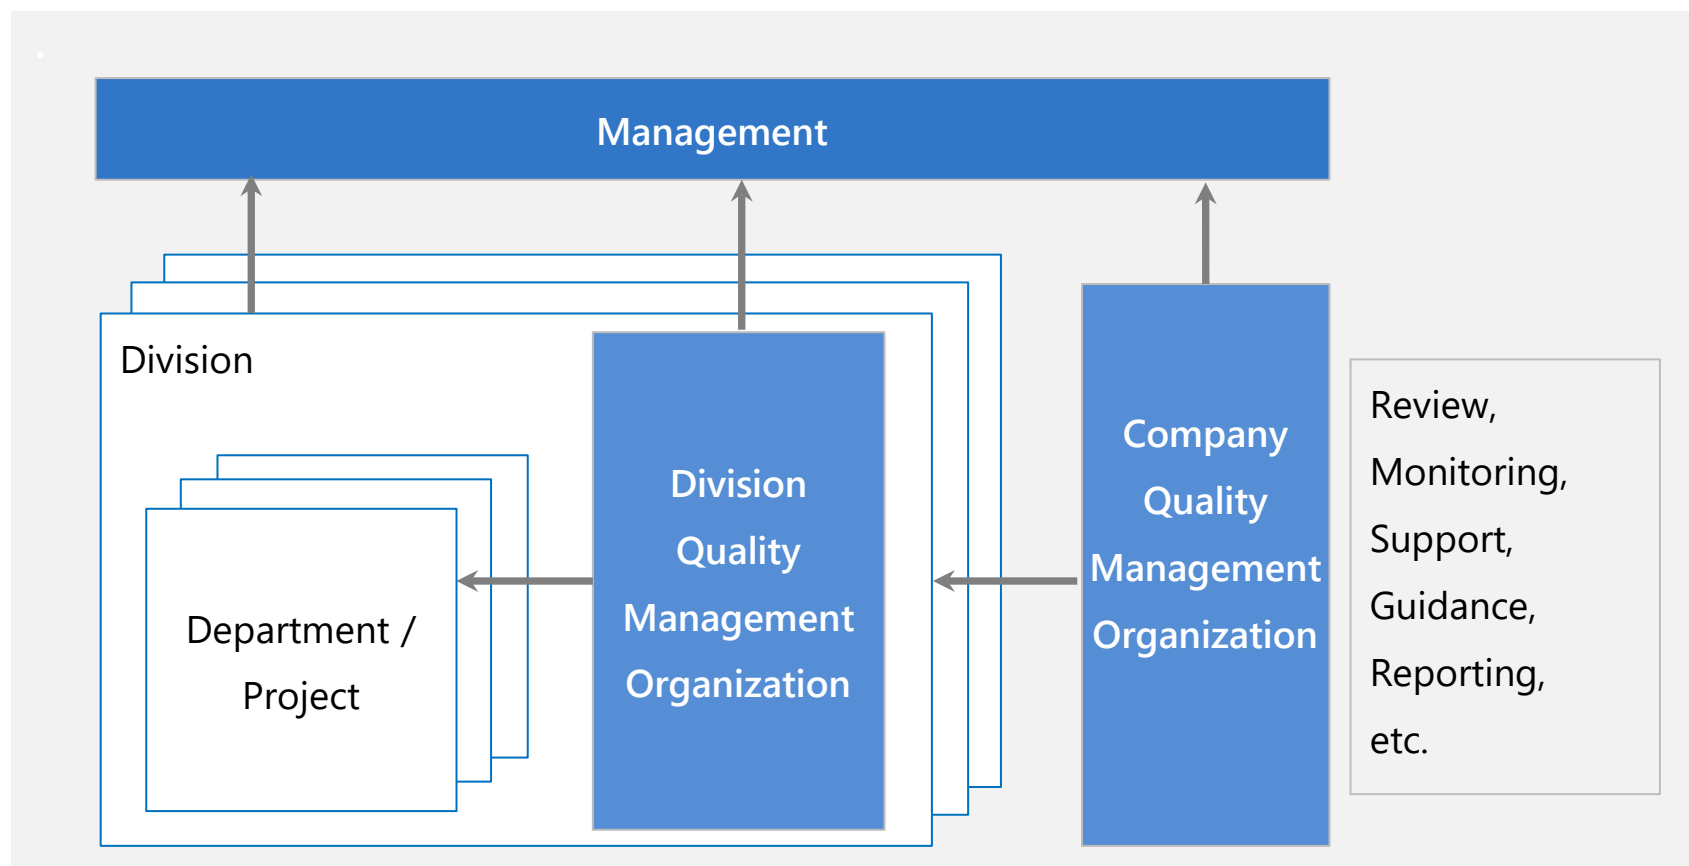 Management
Division
Department /
Project
Division
Quality
Management
Organization
Company
Quality
Management
Organization
Review,
Monitoring,
Support,
Guidance,
Reporting,
etc.